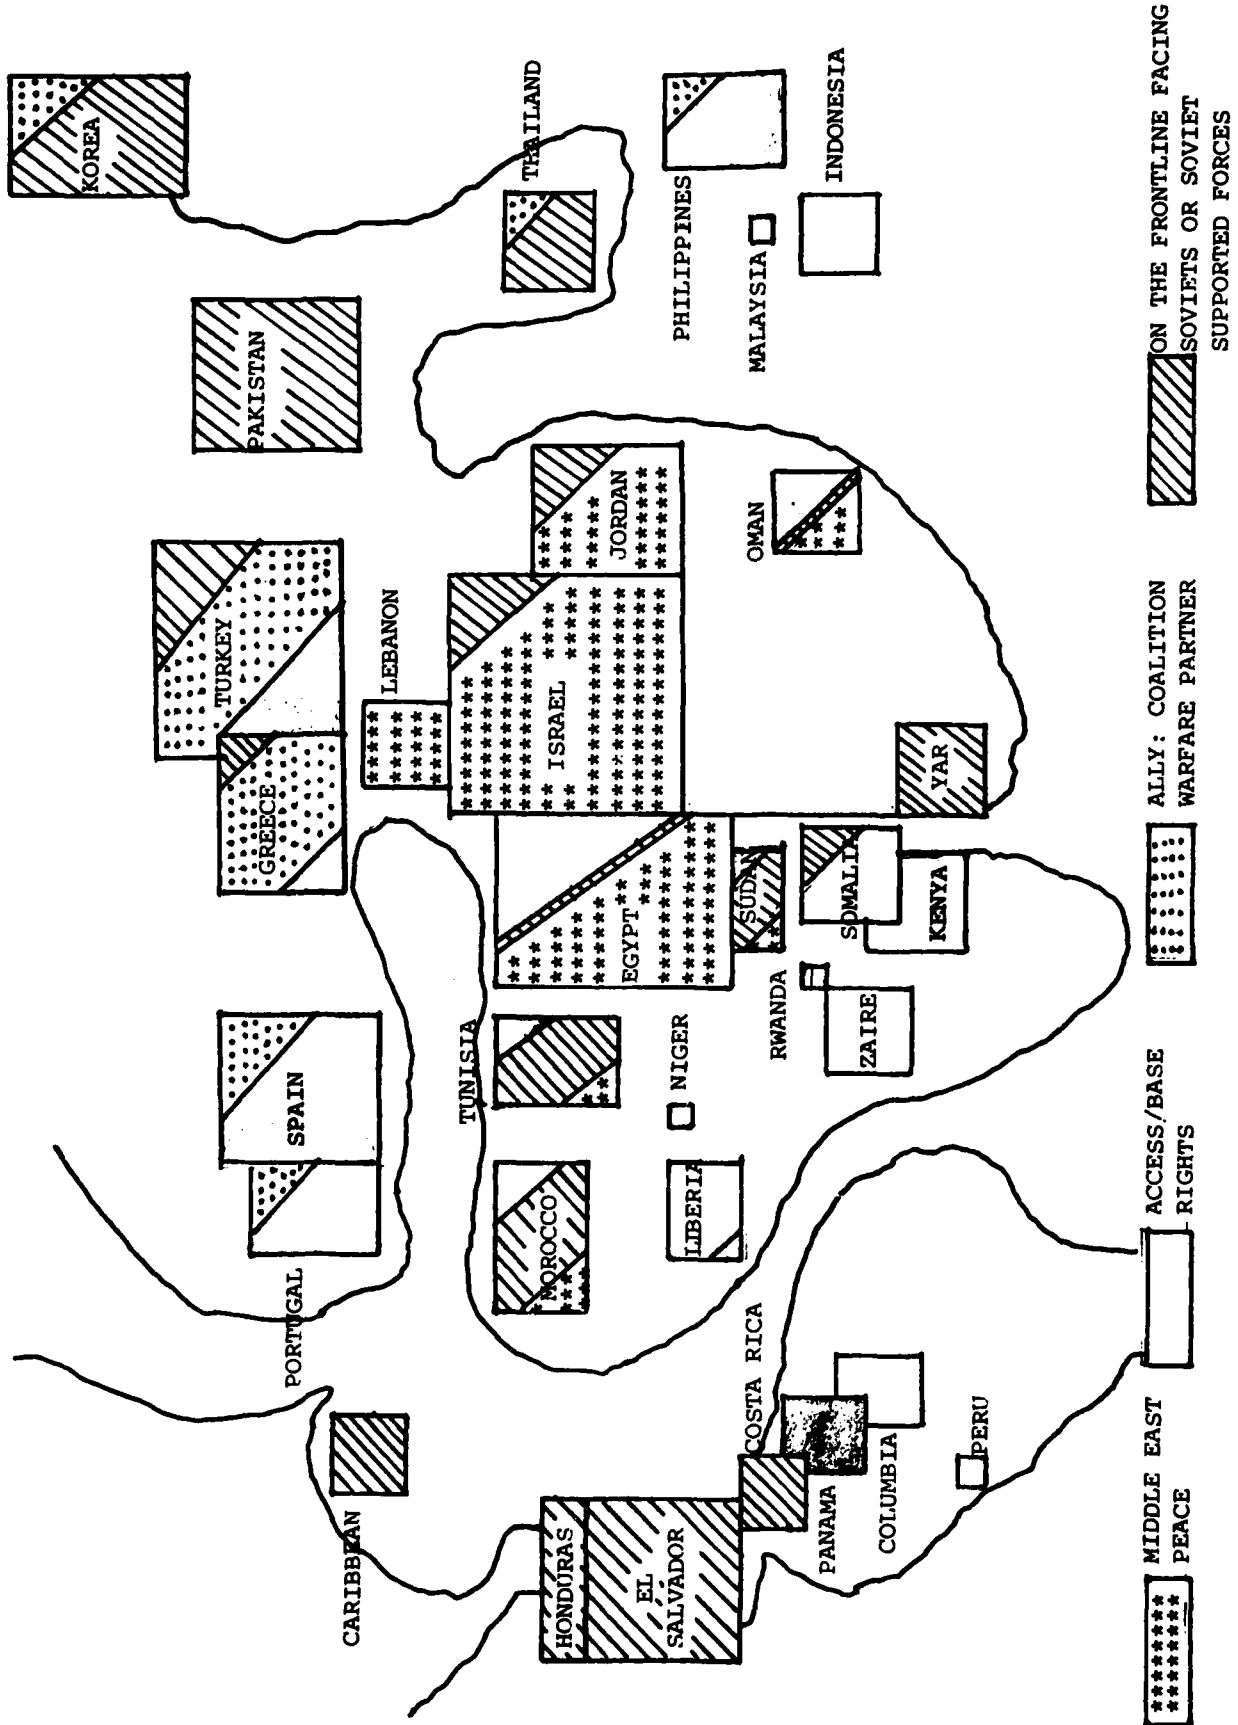 KOREA
THAILAND
PHILIPPINES
MALAYSIA
INDONESIA
PAKISTAN
TURKEY
GREECE
LEBANON
ISRAEL
JORDAN
OMAN
EGYPT
SUDAN
YAR
SOMALIA
KENYA
RWANDA
ZAIRE
SPAIN
PORTUGAL
TUNISIA
NIGER
MOROCCO
LIBERIA
CARIBBEAN
HONDURAS
EL
SALVADOR
COSTA RICA
PANAMA
COLUMBIA
PERU
MIDDLE EAST
PEACE
ACCESS/BASE
RIGHTS
ALLY: COALITION
WARFARE PARTNER
ON THE FRONTLINE FACING
SOVIETS OR SOVIET
SUPPORTED FORCES